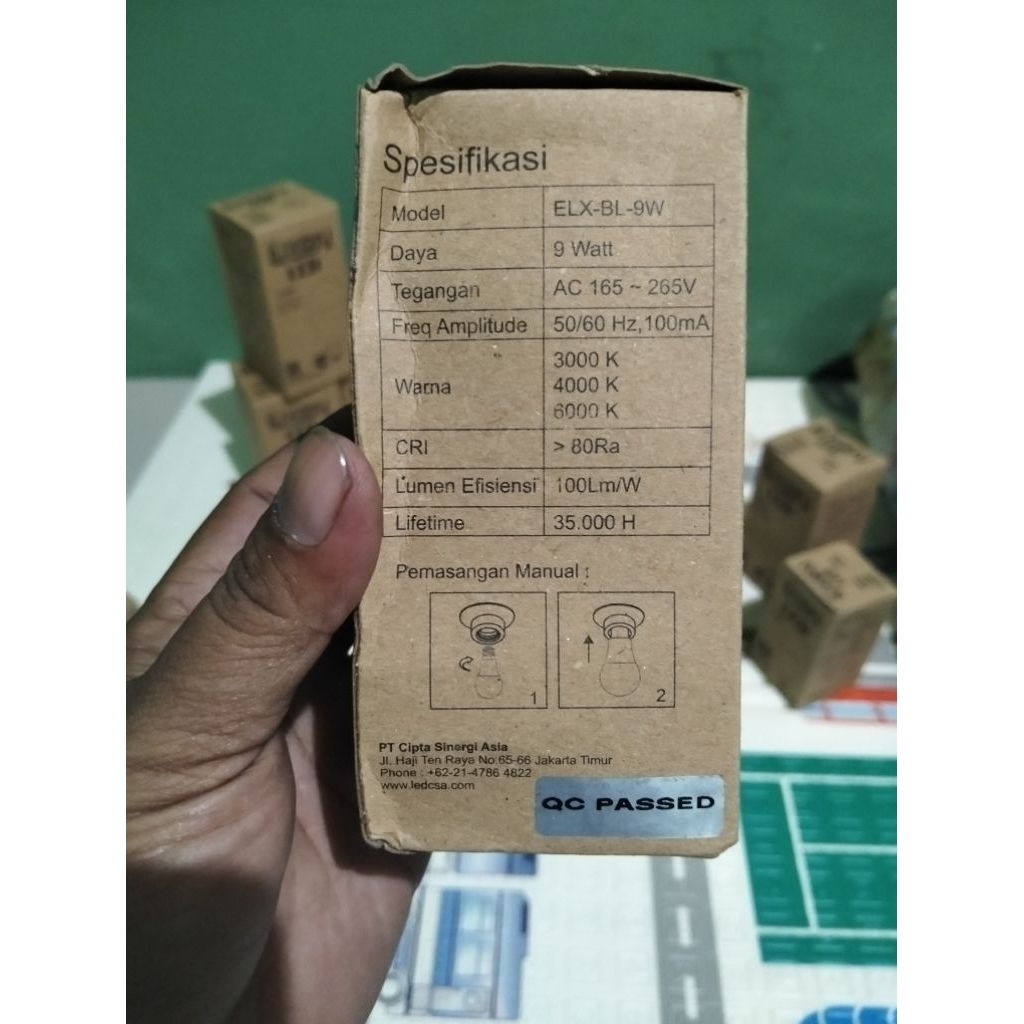 Spesifikasi
Model ELX-BL-9W
Daya 9 Watt
Tegangan AC 165 ~ 265V
Freq Amplitude 50/60 Hz,100mA
Warna 3000 K
4000 K
6000 K
CRI > 80Ra
Lumen Efisiensi 100Lm/W
Lifetime 35.000 H
Pemasangan Manual :
1
2
PT Cipta Sinergi Asia
Jl. Haji Ten Raya No.65-66 Jakarta Timur
Phone : +62-21-4786 4822
www.ledcsa.com
QC PASSED
LED